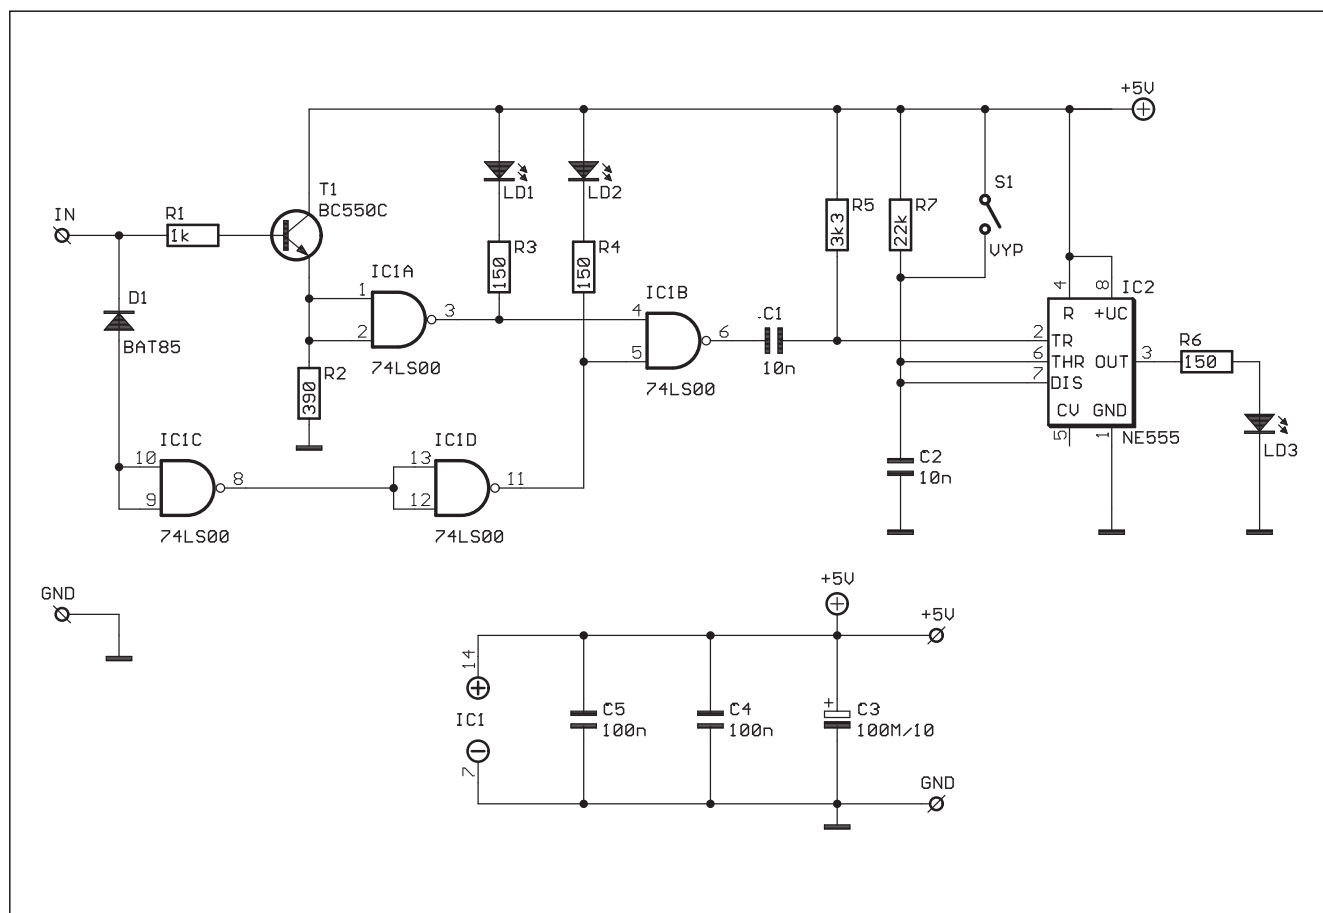 +5V
IN
R1
1k
T1
BC550C
LD1
LD2
S1
VYP
R3
150
R4
150
R5
3k3
R7
22k
D1
BAT85
IC1A
1
2
3
74LS00
R2
390
IC1B
4
5
6
74LS00
C1
10n
4
8
IC2
R
+UC
2
TR
6
THR
OUT
3
7
DIS
CV
GND
5
1
NE555
R6
150
LD3
IC1C
10
9
8
74LS00
IC1D
13
12
11
74LS00
C2
10n
GND
+5V
+5V
14
IC1
7
C5
100n
C4
100n
+
C3
100M/10
GND